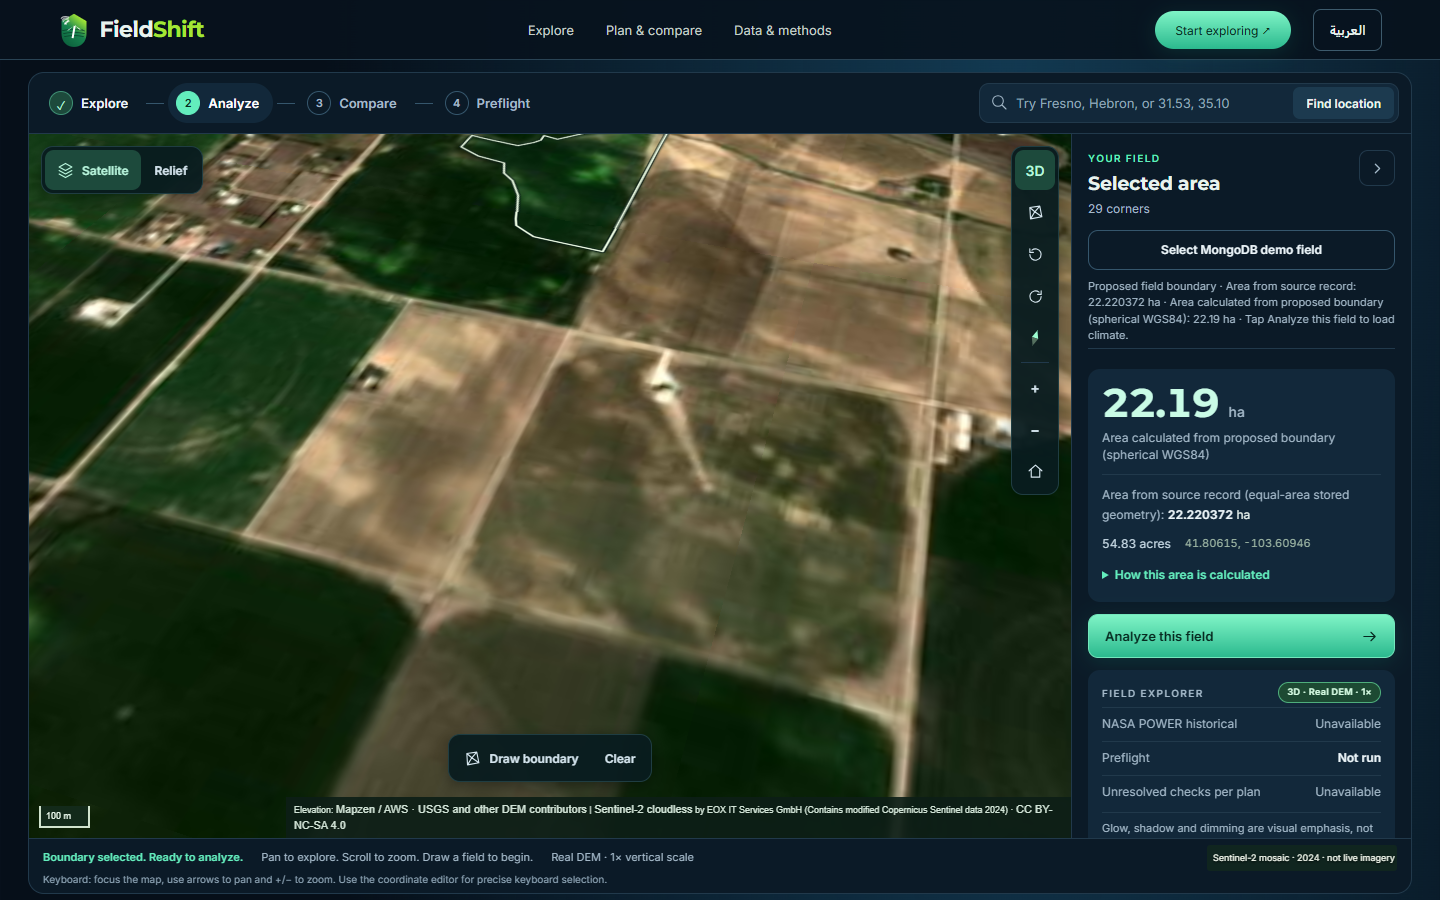 FieldShift
Explore
Plan & compare
Data & methods
Start exploring ↗
العربية
✓ Explore
2 Analyze
3 Compare
4 Preflight
Try Fresno, Hebron, or 31.53, 35.10
Find location
Satellite
Relief
3D
+
−
Draw boundary
Clear
100 m
Elevation: Mapzen / AWS · USGS and other DEM contributors | Sentinel-2 cloudless by EOX IT Services GmbH (Contains modified Copernicus Sentinel data 2024) · CC BY-
NC-SA 4.0
YOUR FIELD
Selected area
29 corners
Select MongoDB demo field
Proposed field boundary · Area from source record:
22.220372 ha · Area calculated from proposed boundary
(spherical WGS84): 22.19 ha · Tap Analyze this field to load
climate.
22.19 ha
Area calculated from proposed boundary
(spherical WGS84)
Area from source record (equal-area stored
geometry): 22.220372 ha
54.83 acres 41.80615, -103.60946
How this area is calculated
Analyze this field →
FIELD EXPLORER
3D · Real DEM · 1×
NASA POWER historical Unavailable
Preflight Not run
Unresolved checks per plan Unavailable
Glow, shadow and dimming are visual emphasis, not
Boundary selected. Ready to analyze.
Pan to explore. Scroll to zoom. Draw a field to begin.
Real DEM · 1× vertical scale
Sentinel-2 mosaic · 2024 · not live imagery
Keyboard: focus the map, use arrows to pan and +/− to zoom. Use the coordinate editor for precise keyboard selection.